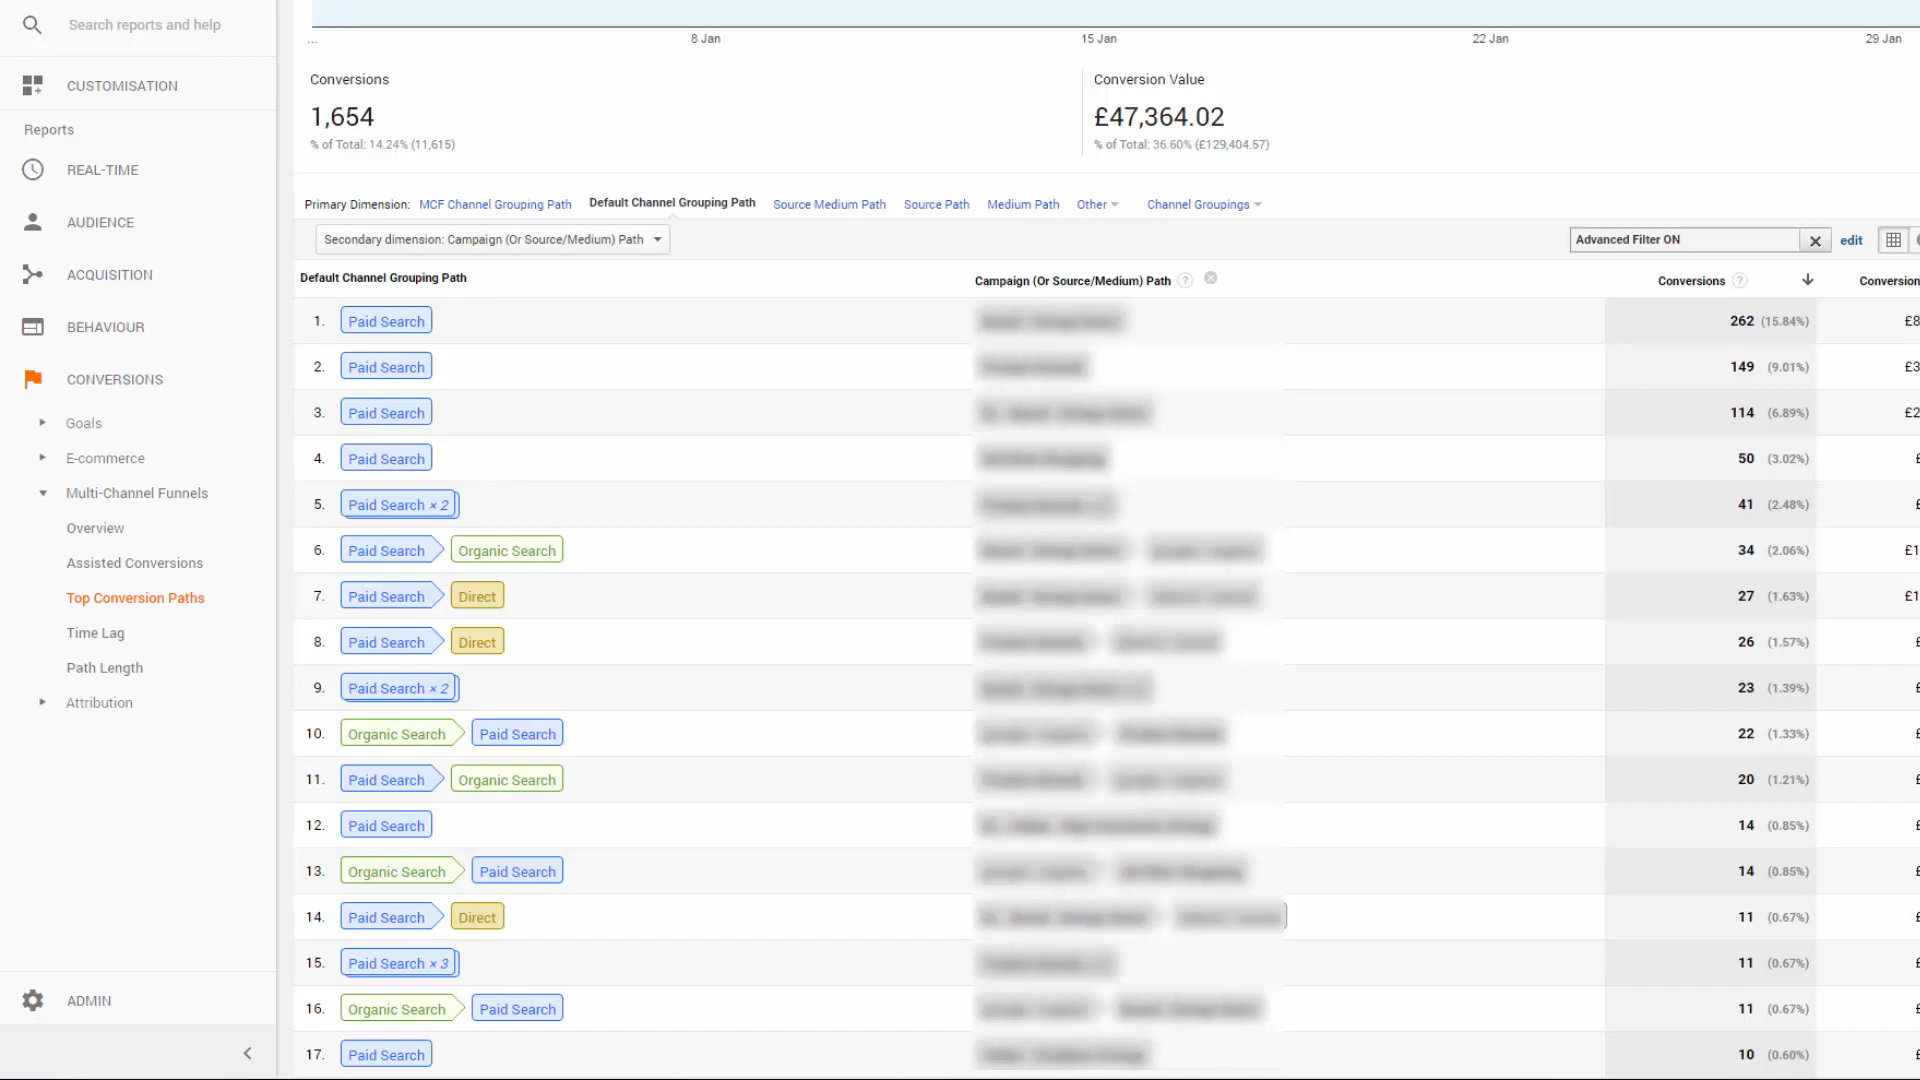 Search reports and help
CUSTOMISATION
Reports
REAL-TIME
AUDIENCE
ACQUISITION
BEHAVIOUR
CONVERSIONS
Goals
E-commerce
Multi-Channel Funnels
Overview
Assisted Conversions
Top Conversion Paths
Time Lag
Path Length
Attribution
ADMIN
... 8 Jan 15 Jan 22 Jan 29 Jan
Conversions
1,654
% of Total: 14.24% (11,615)
Conversion Value
£47,364.02
% of Total: 36.60% (£129,404.57)
Primary Dimension: MCF Channel Grouping Path Default Channel Grouping Path Source Medium Path Source Path Medium Path Other Channel Groupings
Secondary dimension: Campaign (Or Source/Medium) Path
Advanced Filter ON edit
Default Channel Grouping Path Campaign (Or Source/Medium) Path ? Conversions ? Conversion
1. Paid Search 262 (15.84%) £8
2. Paid Search 149 (9.01%) £3
3. Paid Search 114 (6.89%) £2
4. Paid Search 50 (3.02%) £
5. Paid Search × 2 41 (2.48%) £
6. Paid Search Organic Search 34 (2.06%) £1
7. Paid Search Direct 27 (1.63%) £1
8. Paid Search Direct 26 (1.57%) £
9. Paid Search × 2 23 (1.39%) £
10. Organic Search Paid Search 22 (1.33%) £
11. Paid Search Organic Search 20 (1.21%) £
12. Paid Search 14 (0.85%) £
13. Organic Search Paid Search 14 (0.85%) £
14. Paid Search Direct 11 (0.67%) £
15. Paid Search × 3 11 (0.67%) £
16. Organic Search Paid Search 11 (0.67%) £
17. Paid Search 10 (0.60%) £